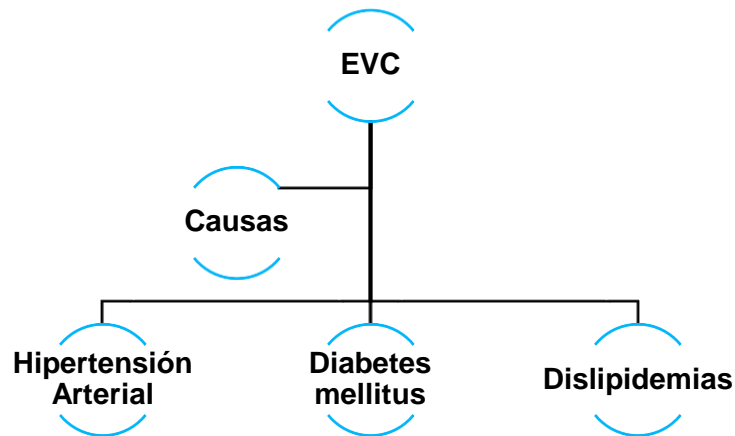 EVC
Causas
Hipertensión
Arterial
Diabetes
mellitus
Dislipidemias